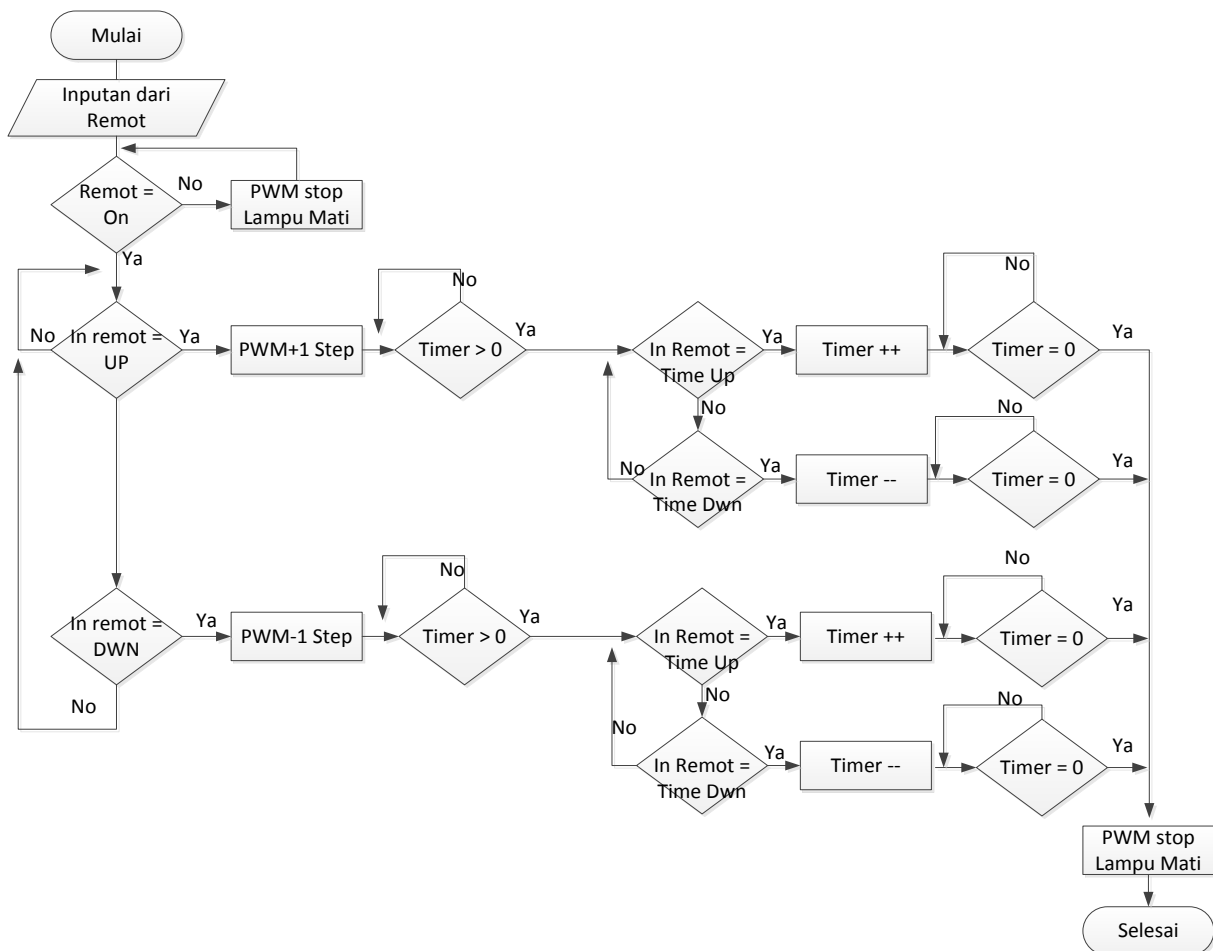 Mulai
Inputan dari
Remot
Remot =
On
No
PWM stop
Lampu Mati
Ya
No
In remot =
UP
Ya
PWM+1 Step
No
Timer > 0
Ya
In Remot =
Time Up
Ya
Timer ++
No
Timer = 0
Ya
No
No
In Remot =
Time Dwn
Ya
Timer --
No
Timer = 0
Ya
In remot =
DWN
Ya
No
PWM-1 Step
No
Timer > 0
Ya
In Remot =
Time Up
Ya
Timer ++
No
Timer = 0
Ya
No
No
In Remot =
Time Dwn
Ya
Timer --
No
Timer = 0
Ya
PWM stop
Lampu Mati
Selesai